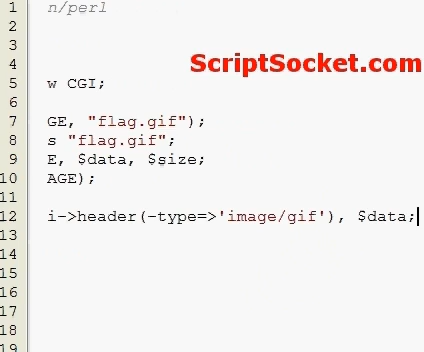 1 n/perl
2
3
4
ScriptSocket.com
5 w CGI;
6
7 GE, "flag.gif");
8 s "flag.gif";
9 E, $data, $size;
10 AGE);
11
12 i->header(-type=>'image/gif'), $data;
13
14
15
16
17
18
19